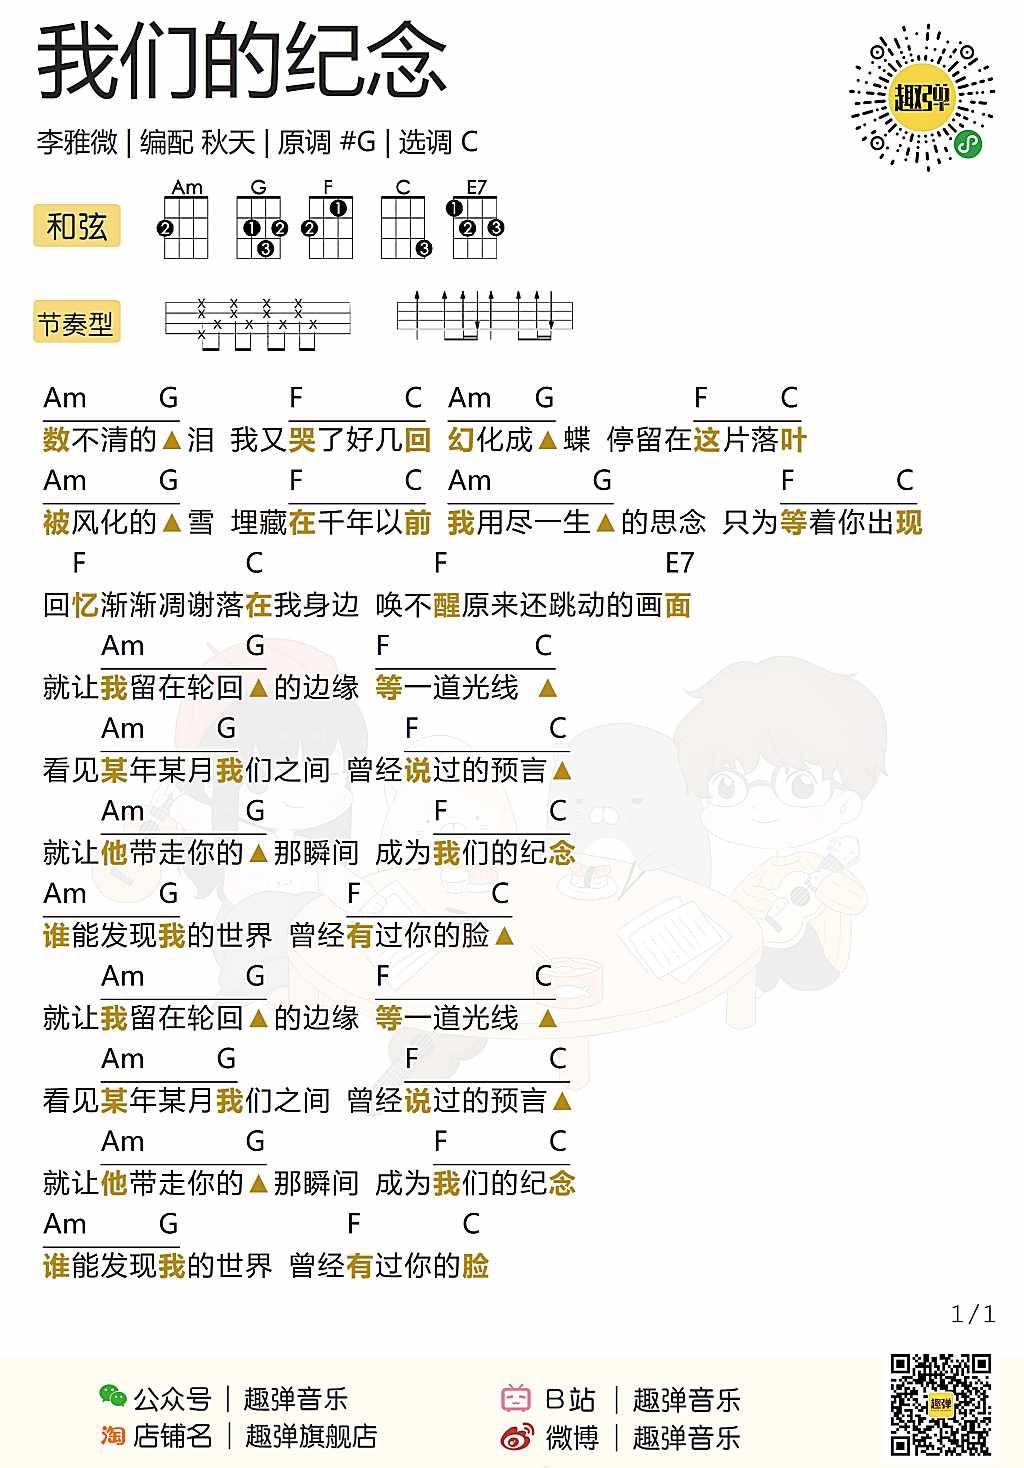 我们的纪念
李雅微 | 编配 秋天 | 原调 #G | 选调 C
趣弹
和弦 Am G F C E7
2 1 2 3 1 2 3 1 2 3
节奏型
Am G F C Am G F C
数不清的▲泪 我又哭了好几回 幻化成▲蝶 停留在这片落叶
Am G F C Am G F C
被风化的▲雪 埋藏在千年以前 我用尽一生▲的思念 只为等着你出现
F C F E7
回忆渐渐凋谢落在我身边 唤不醒原来还跳动的画面
Am G F C
就让我留在轮回▲的边缘 等一道光线 ▲
Am G F C
看见某年某月我们之间 曾经说过的预言▲
Am G F C
就让他带走你的▲那瞬间 成为我们的纪念
Am G F C
谁能发现我的世界 曾经有过你的脸▲
Am G F C
就让我留在轮回▲的边缘 等一道光线 ▲
Am G F C
看见某年某月我们之间 曾经说过的预言▲
Am G F C
就让他带走你的▲那瞬间 成为我们的纪念
Am G F C
谁能发现我的世界 曾经有过你的脸
1/1
公众号 | 趣弹音乐 B站 | 趣弹音乐
淘 店铺名 | 趣弹旗舰店 微博 | 趣弹音乐
趣弹